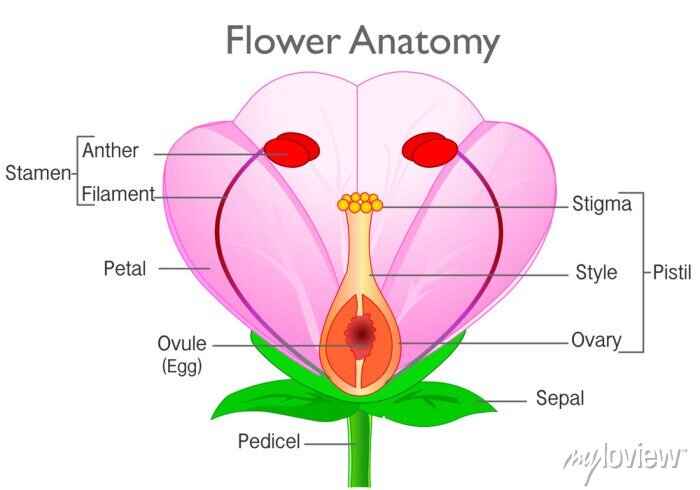 Flower Anatomy
Stamen
Anther
Filament
Petal
Ovule
(Egg)
Pedicel
Stigma
Style
Pistil
Ovary
Sepal
myloview